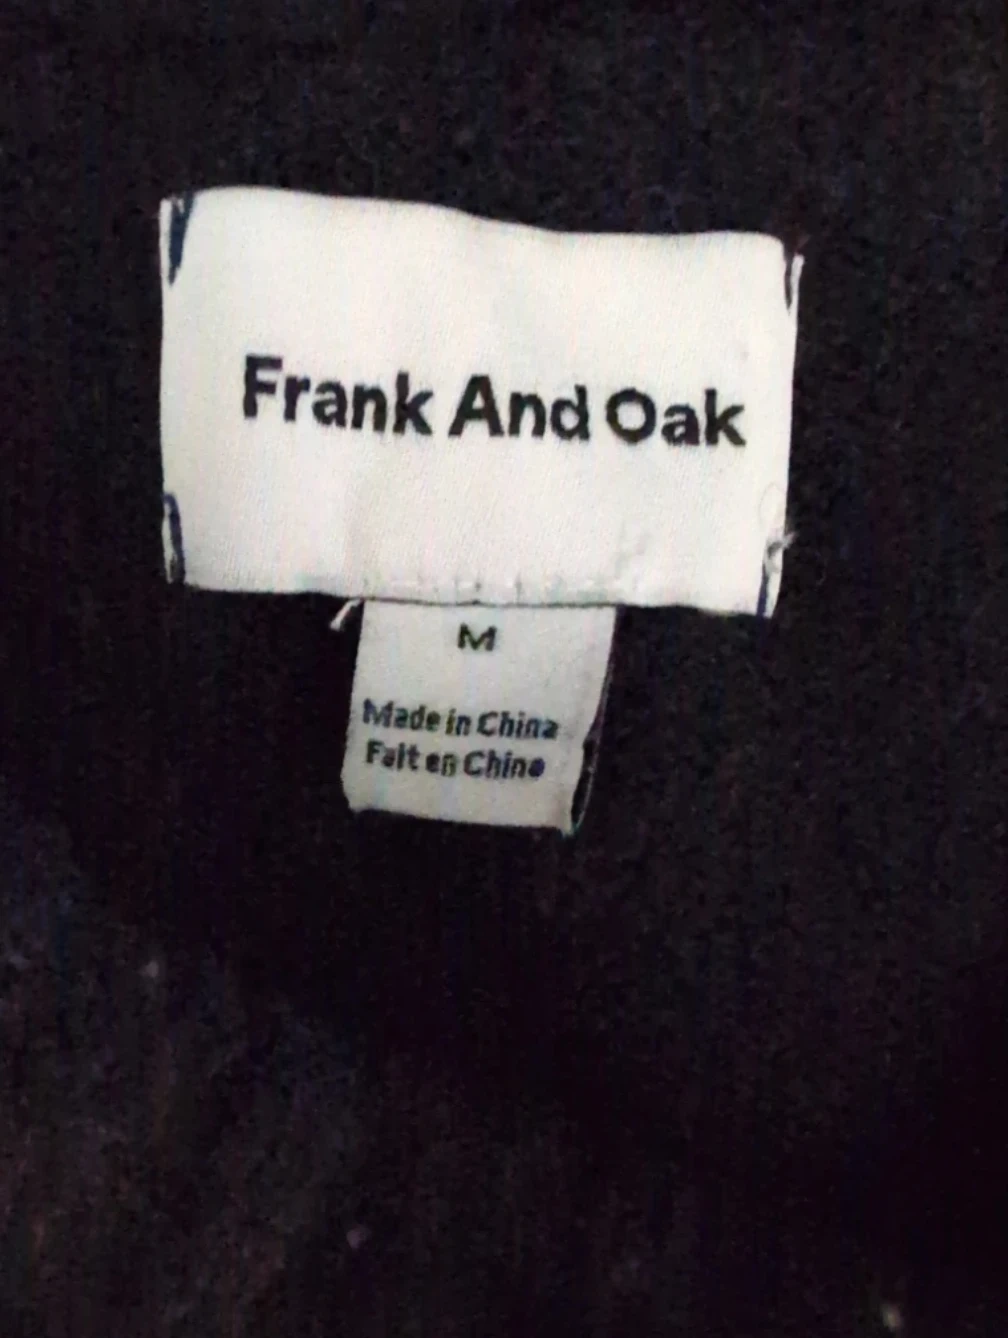 Frank And Oak
M
Made in China
Fait en Chine